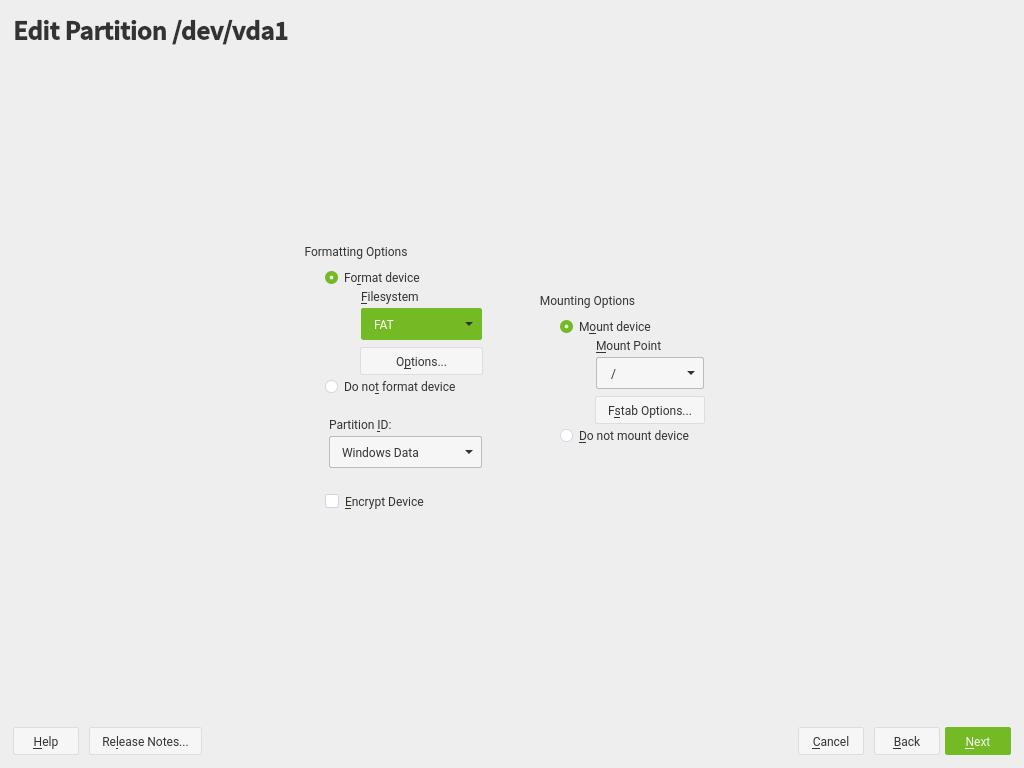 Edit Partition /dev/vda1
Formatting Options
Format device
Filesystem
FAT
Options...
Do not format device
Partition ID:
Windows Data
Encrypt Device
Mounting Options
Mount device
Mount Point
/
Fstab Options...
Do not mount device
Help
Release Notes...
Cancel
Back
Next